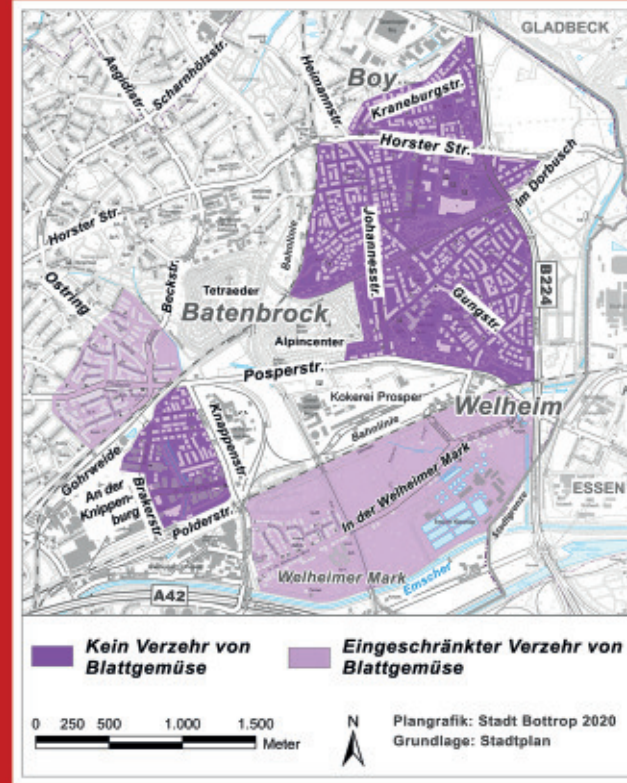 GLADBECK
Boy
Aegidistr.
Scharnhölzstr.
Heimannstr.
Kraneburgstr.
Horster Str.
Im Dorbusch
Horster Str.
Johannesstr.
Bahnlinie
Beckstr.
Ostring
Tetraeder
Batenbrock
Gungstr.
B224
Alpincenter
Posperstr.
Kokerei Prosper
Welheim
Bahnlinie
Knappenstr.
Gohrweide
An der
Knippen-
burg
Brakerstr.
Polderstr.
In der Welheimer Mark
ESSEN
Stadtgrenze
Welheimer Mark
Emscher
A42
Kein Verzehr von
Blattgemüse
Eingeschränkter Verzehr von
Blattgemüse
0 250 500 1.000 1.500
Meter
N
Plangrafik: Stadt Bottrop 2020
Grundlage: Stadtplan